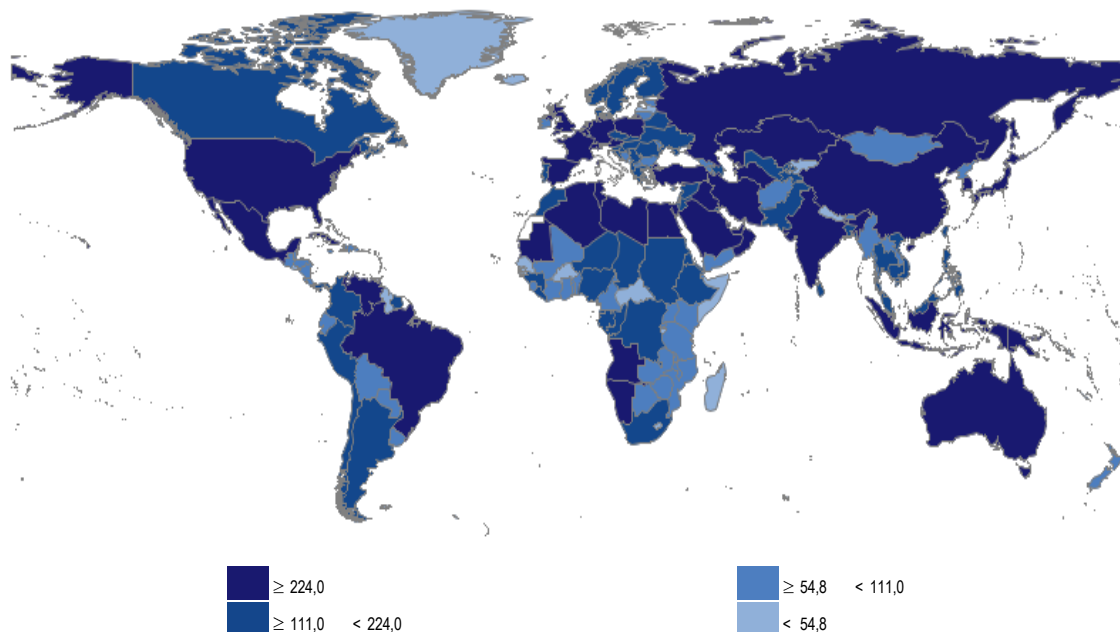 ≥ 224,0
≥ 111,0 < 224,0
≥ 54,8 < 111,0
< 54,8